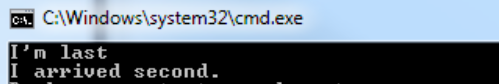 C:\Windows\system32\cmd.exe
I'm last
I arrived second.